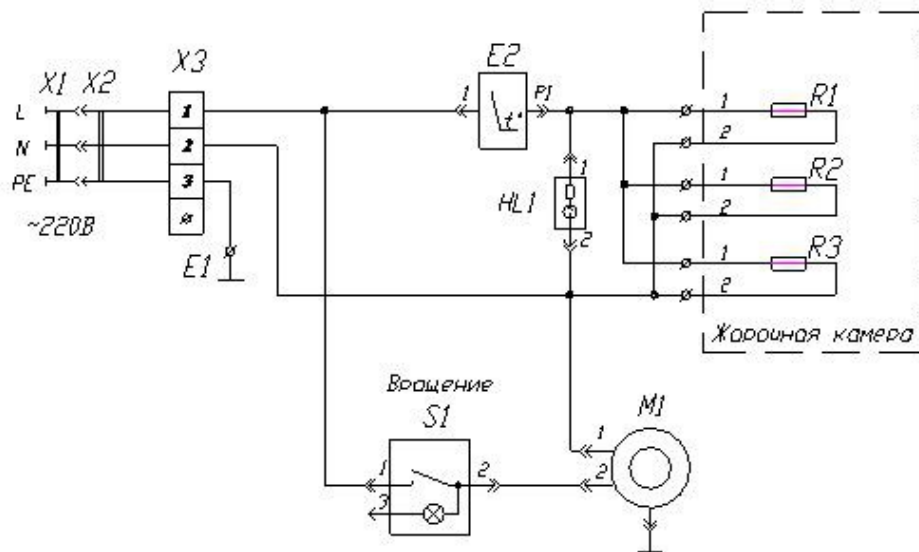 X1 X2 X3
L 1
N 2
PE 3
ø
~220В
E1
E2
1 t° P1
HL1
1
2
1 R1
2
1 R2
2
1 R3
2
Жарочная камера
Вращение
S1
1 2
3
M1
1
2